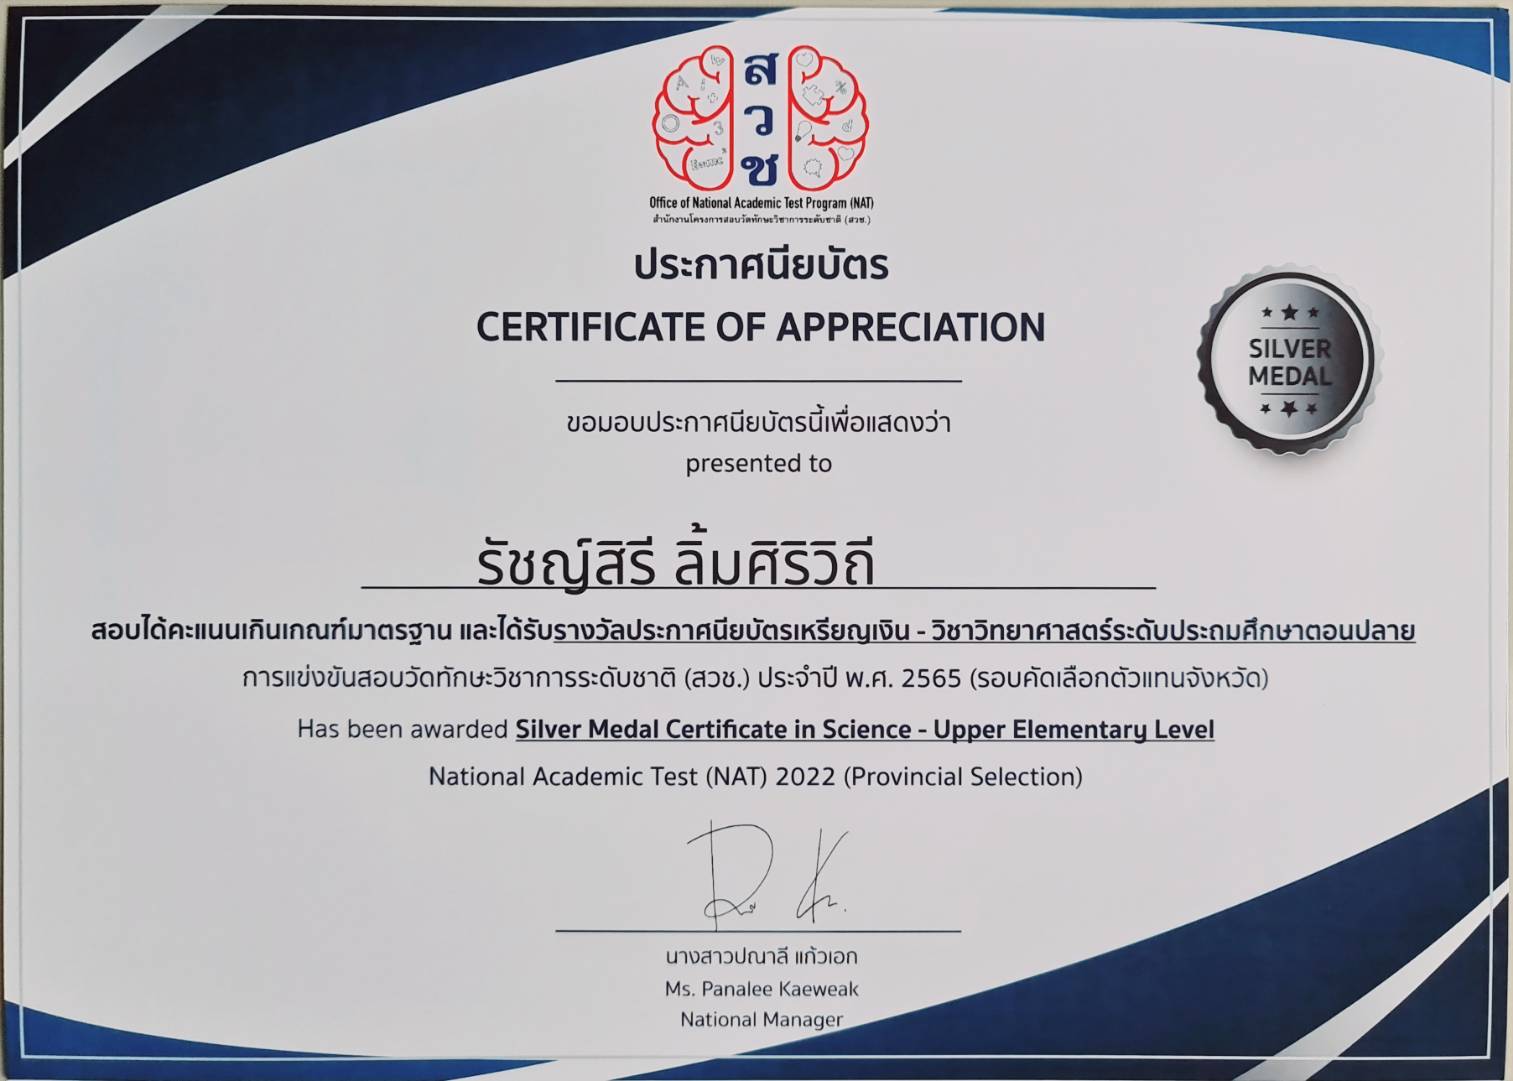 ส
ว
ช
Office of National Academic Test Program (NAT)
สำนักงานโครงการสอบวัดทักษะวิชาการระดับชาติ (สวช.)
ประกาศนียบัตร
CERTIFICATE OF APPRECIATION
SILVER
MEDAL
ขอมอบประกาศนียบัตรนี้เพื่อแสดงว่า
presented to
รัชญ์สิรี ลิ้มศิริวิถี
สอบได้คะแนนเกินเกณฑ์มาตรฐาน และได้รับรางวัลประกาศนียบัตรเหรียญเงิน - วิชาวิทยาศาสตร์ระดับประถมศึกษาตอนปลาย
การแข่งขันสอบวัดทักษะวิชาการระดับชาติ (สวช.) ประจำปี พ.ศ. 2565 (รอบคัดเลือกตัวแทนจังหวัด)
Has been awarded Silver Medal Certificate in Science - Upper Elementary Level
National Academic Test (NAT) 2022 (Provincial Selection)
นางสาวปณาลี แก้วเอก
Ms. Panalee Kaeweak
National Manager